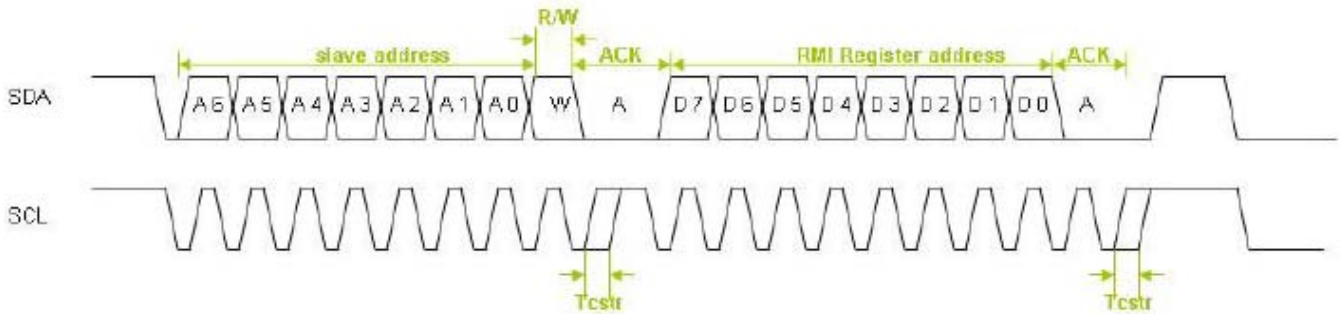 R/W
slave address ACK RMI Register address ACK
SDA A6 A5 A4 A3 A2 A1 A0 W A D7 D6 D5 D4 D3 D2 D1 D0 A
SCL
Tcstr Tcstr